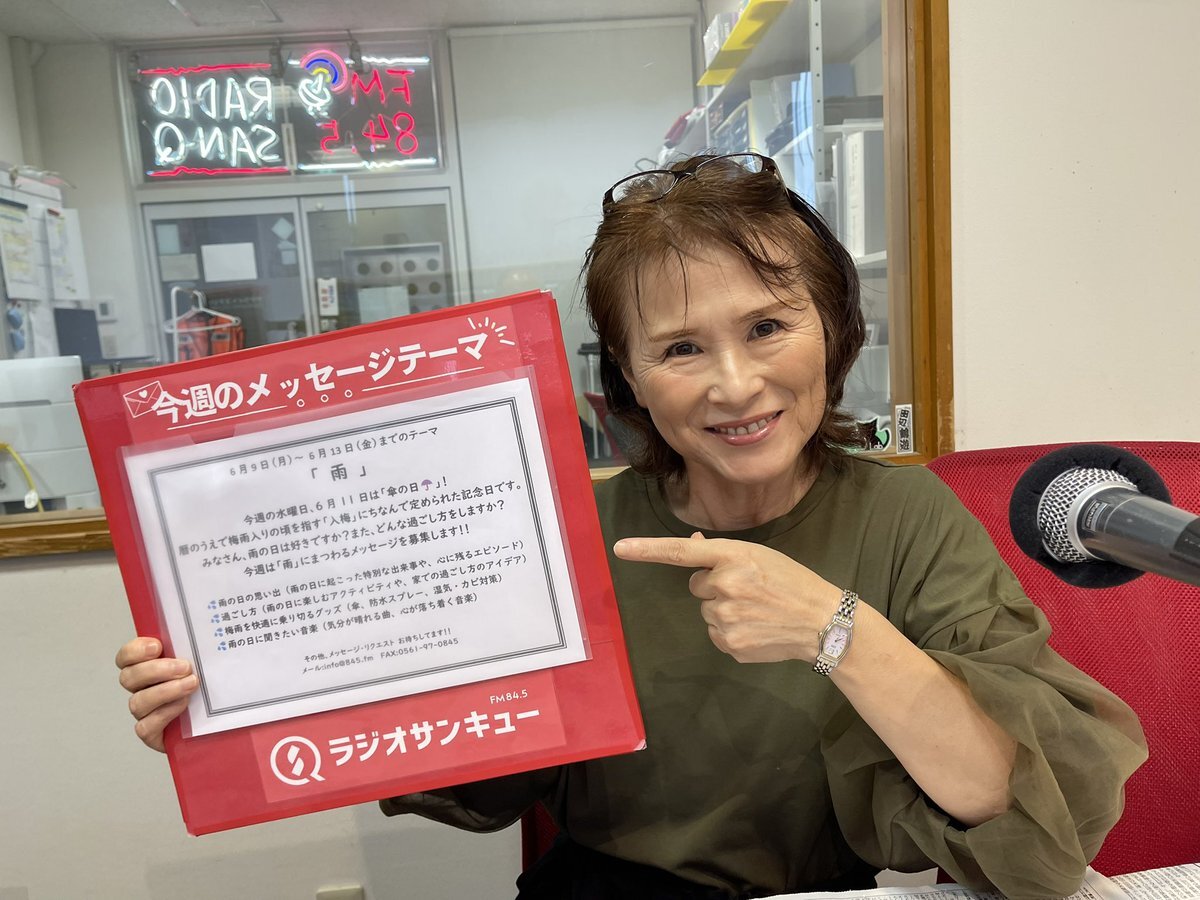 RADIO
SAN-Q
FM
84.5
今週のメッセージテーマ
6月9日(月)～6月13日(金)までのテーマ
「 雨 」
今週の水曜日、6月 11日は「傘の日☂」!
暦のうえで梅雨入りの頃を指す「入梅」にちなんで定められた記念日です。
みなさん、雨の日は好きですか?また、どんな過ごし方をしますか?
今週は「雨」にまつわるメッセージを募集します!!
💦雨の日の思い出(雨の日に起こった特別な出来事や、心に残るエピソード)
💦過ごし方(雨の日に楽しむアクティビティや、家での過ごし方のアイデア)
💦梅雨を快適に乗り切るグッズ(傘、防水スプレー、湿気・カビ対策)
💦雨の日に聞きたい音楽(気分が晴れる曲、心が落ち着く音楽)
その他、メッセージ・リクエスト お待ちしてます!!
メール:info@845.fm FAX:0561-97-0845
FM 84.5
ラジオサンキュー